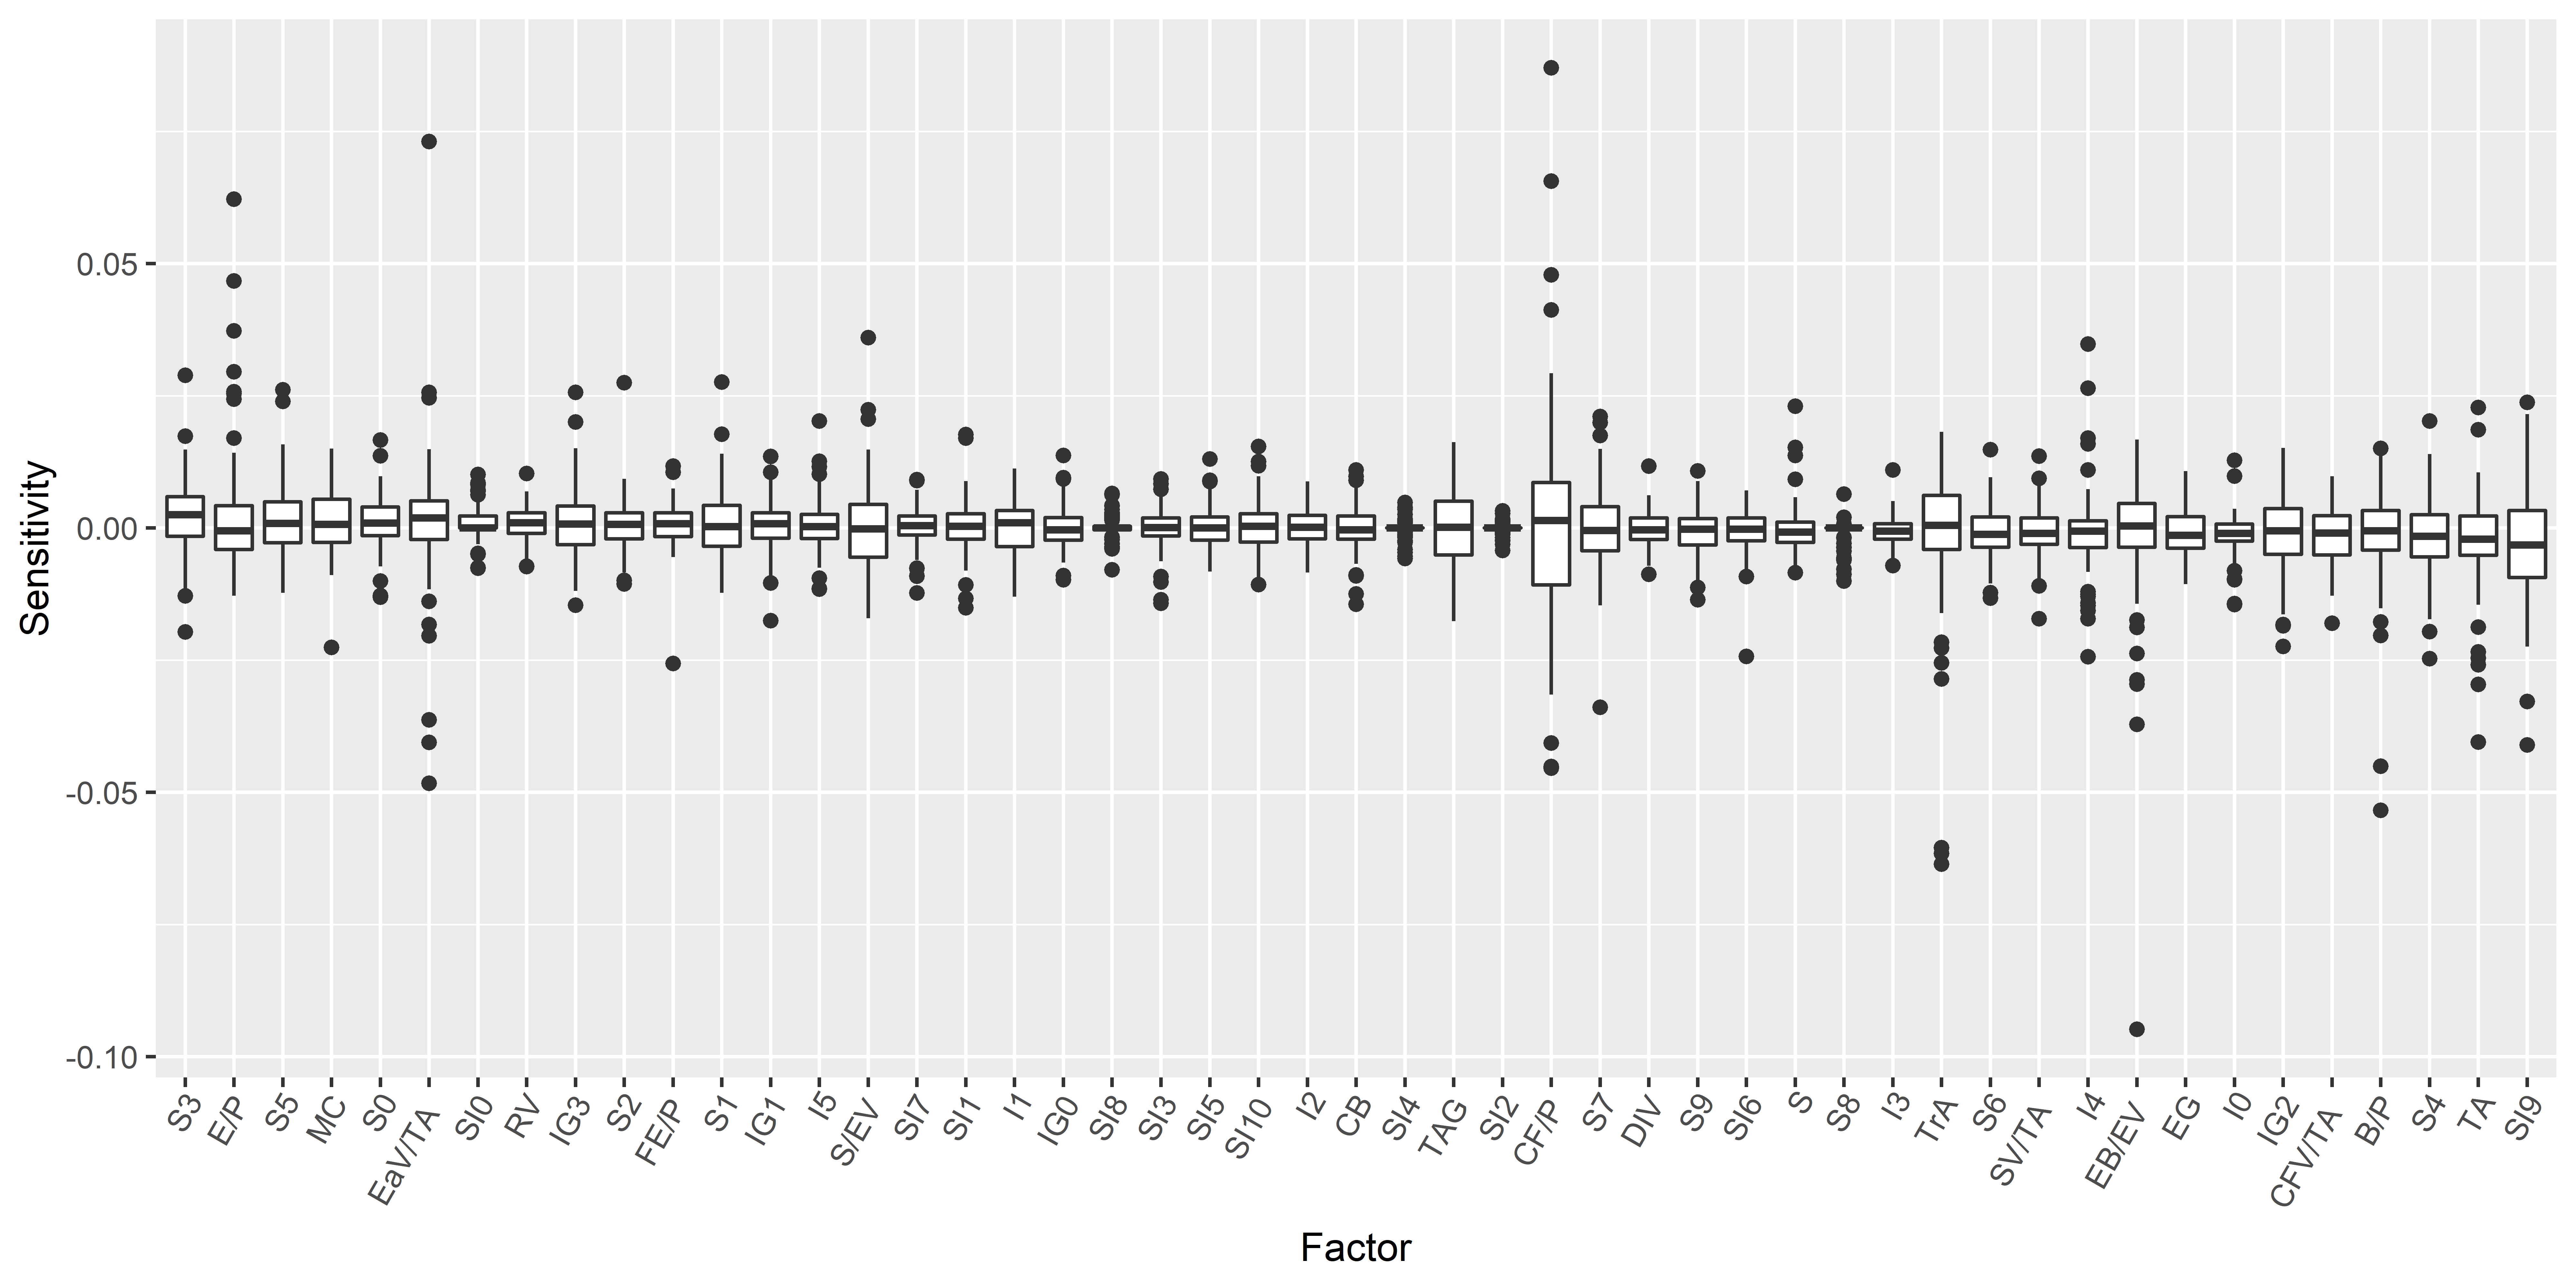 Sensitivity
0.05
0.00
-0.05
-0.10
S3
E/P
S5
MC
S0
EaV/TA
SI0
RV
IG3
S2
FE/P
S1
IG1
I5
S/EV
SI7
SI1
I1
IG0
SI8
SI3
SI5
SI10
I2
CB
SI4
TAG
SI2
CF/P
S7
DIV
S9
SI6
S
S8
I3
TrA
S6
SV/TA
I4
EB/EV
EG
I0
IG2
CFV/TA
B/P
S4
TA
SI9
Factor